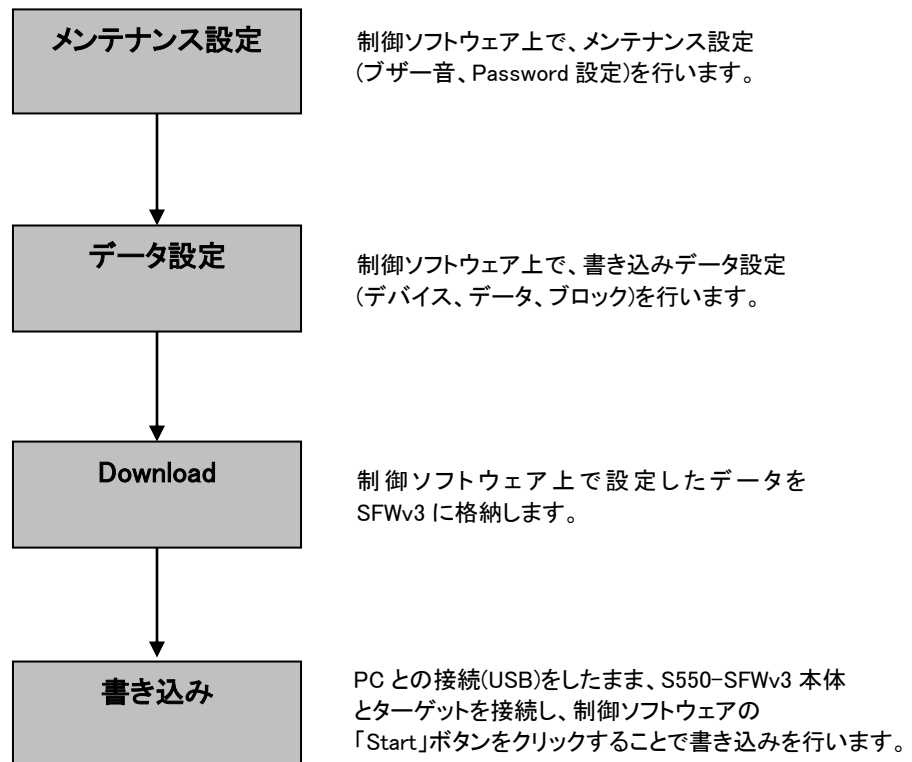 メンテナンス設定
制御ソフトウェア上で、メンテナンス設定
(ブザー音、Password 設定)を行います。
データ設定
制御ソフトウェア上で、書き込みデータ設定
(デバイス、データ、ブロック)を行います。
Download
制御ソフトウェア上で設定したデータを
SFWv3 に格納します。
書き込み
PC との接続(USB)をしたまま、S550-SFWv3 本体
とターゲットを接続し、制御ソフトウェアの
「Start」ボタンをクリックすることで書き込みを行います。